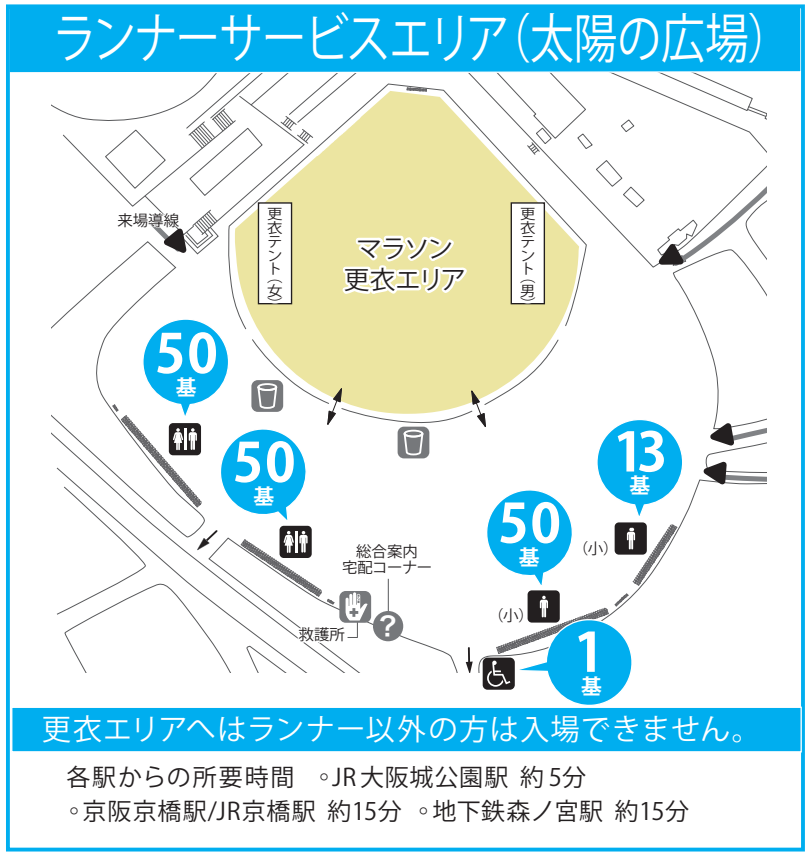 ランナーサービスエリア(太陽の広場)
来場導線
更衣テント(女)
マラソン
更衣エリア
更衣テント(男)
50
基
50
基
13
基
(小)
50
基
(小)
総合案内
宅配コーナー
救護所
?
1
基
更衣エリアへはランナー以外の方は入場できません。
各駅からの所要時間 ◦JR大阪城公園駅 約5分
◦京阪京橋駅/JR京橋駅 約15分 ◦地下鉄森ノ宮駅 約15分